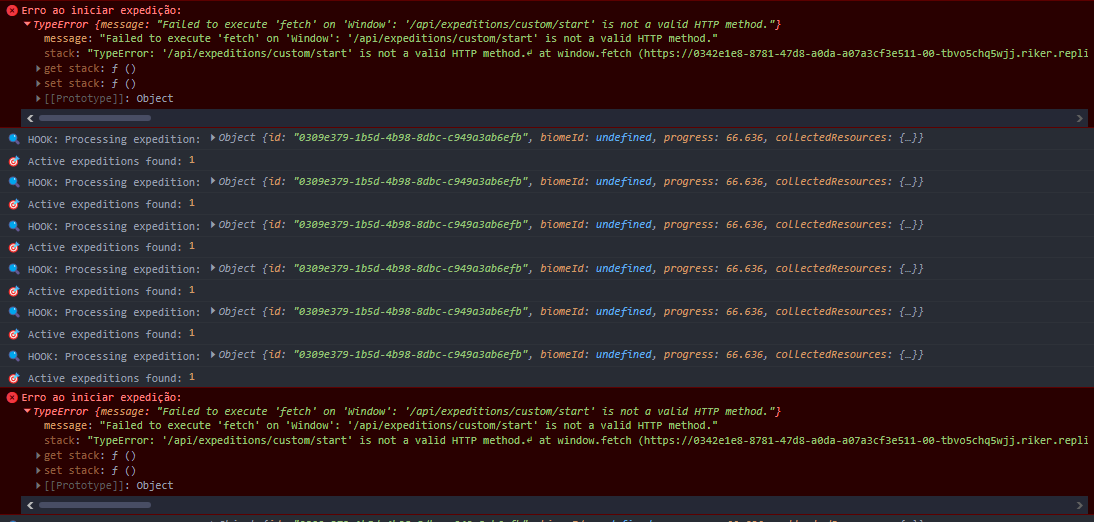 Erro ao iniciar expedição:
TypeError {message: "Failed to execute 'fetch' on 'Window': '/api/expeditions/custom/start' is not a valid HTTP method."}
message: "Failed to execute 'fetch' on 'Window': '/api/expeditions/custom/start' is not a valid HTTP method."
stack: "TypeError: '/api/expeditions/custom/start' is not a valid HTTP method.↵ at window.fetch (https://0342e1e8-8781-47d8-a0da-a07a3cf3e511-00-tbvo5chq5wjj.riker.repli
get stack: ƒ ()
set stack: ƒ ()
[[Prototype]]: Object
HOOK: Processing expedition: Object {id: "0309e379-1b5d-4b98-8dbc-c949a3ab6efb", biomeId: undefined, progress: 66.636, collectedResources: {…}}
Active expeditions found: 1
HOOK: Processing expedition: Object {id: "0309e379-1b5d-4b98-8dbc-c949a3ab6efb", biomeId: undefined, progress: 66.636, collectedResources: {…}}
Active expeditions found: 1
HOOK: Processing expedition: Object {id: "0309e379-1b5d-4b98-8dbc-c949a3ab6efb", biomeId: undefined, progress: 66.636, collectedResources: {…}}
Active expeditions found: 1
HOOK: Processing expedition: Object {id: "0309e379-1b5d-4b98-8dbc-c949a3ab6efb", biomeId: undefined, progress: 66.636, collectedResources: {…}}
Active expeditions found: 1
HOOK: Processing expedition: Object {id: "0309e379-1b5d-4b98-8dbc-c949a3ab6efb", biomeId: undefined, progress: 66.636, collectedResources: {…}}
Active expeditions found: 1
HOOK: Processing expedition: Object {id: "0309e379-1b5d-4b98-8dbc-c949a3ab6efb", biomeId: undefined, progress: 66.636, collectedResources: {…}}
Active expeditions found: 1
Erro ao iniciar expedição:
TypeError {message: "Failed to execute 'fetch' on 'Window': '/api/expeditions/custom/start' is not a valid HTTP method."}
message: "Failed to execute 'fetch' on 'Window': '/api/expeditions/custom/start' is not a valid HTTP method."
stack: "TypeError: '/api/expeditions/custom/start' is not a valid HTTP method.↵ at window.fetch (https://0342e1e8-8781-47d8-a0da-a07a3cf3e511-00-tbvo5chq5wjj.riker.repli
get stack: ƒ ()
set stack: ƒ ()
[[Prototype]]: Object